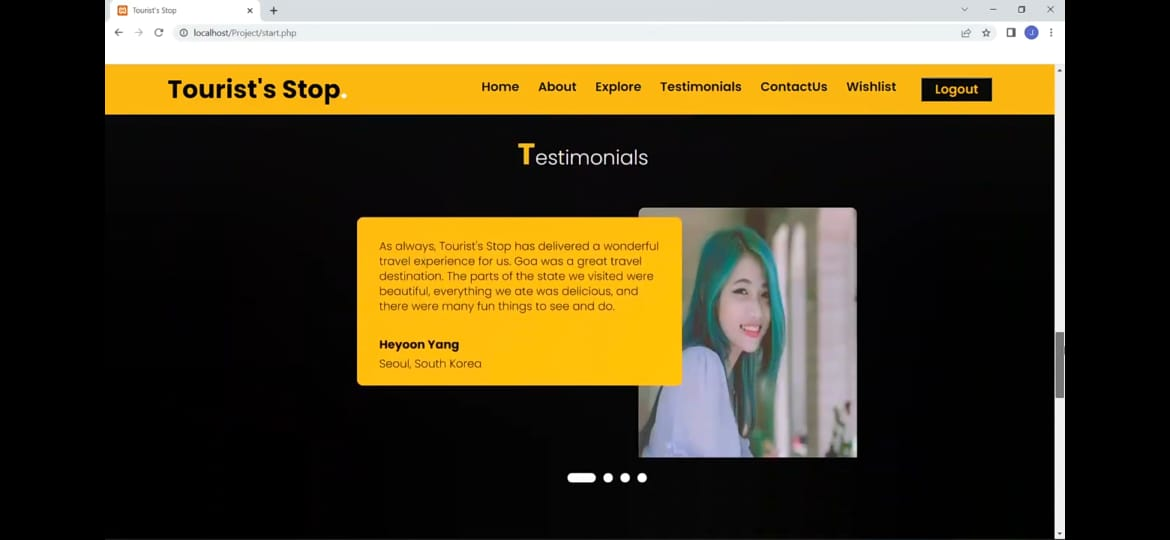 Tourist's Stop
localhost/Project/start.php
J
Tourist's Stop.
Home About Explore Testimonials ContactUs Wishlist Logout
Testimonials
As always, Tourist's Stop has delivered a wonderful
travel experience for us. Goa was a great travel
destination. The parts of the state we visited were
beautiful, everything we ate was delicious, and
there were many fun things to see and do.
Heyoon Yang
Seoul, South Korea